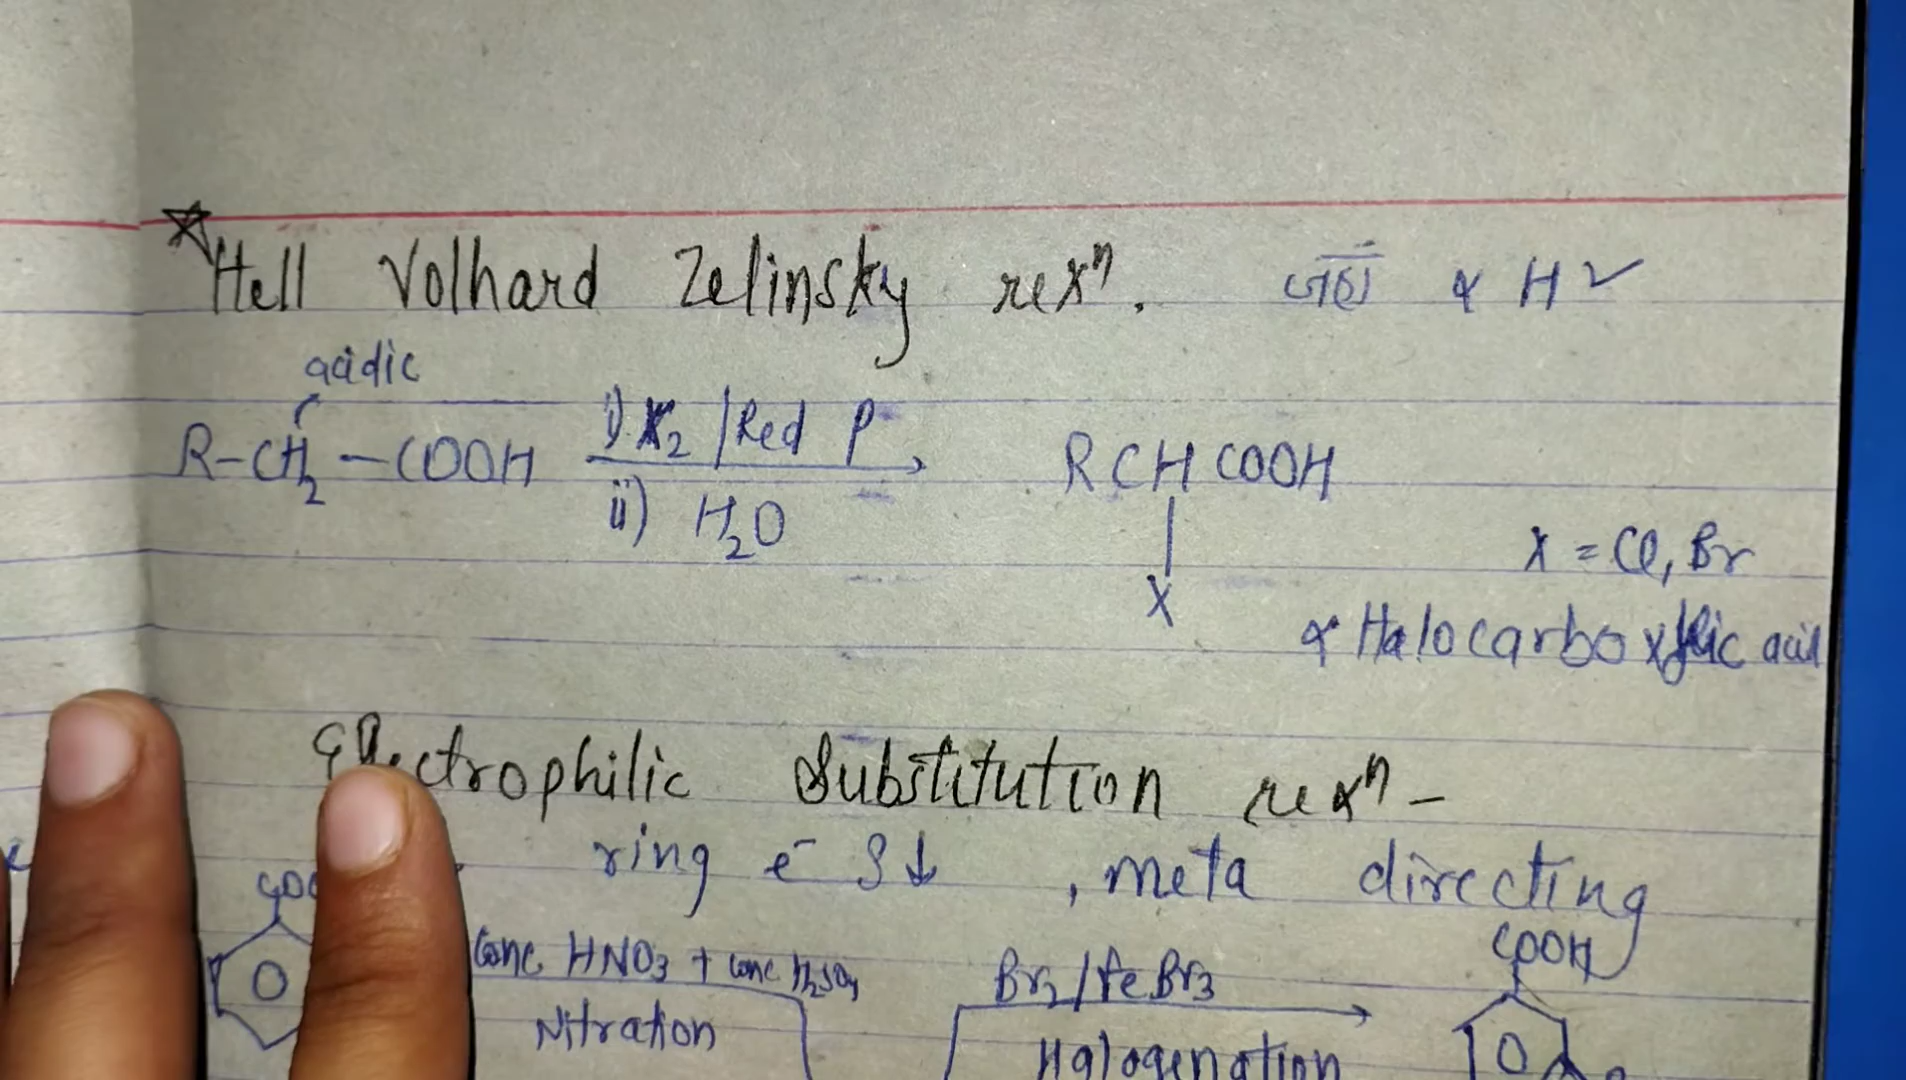 Hell Volhard Zelinsky rexⁿ. जहाँ α H ✓
acidic
R-CH₂-COOH i) X₂ /Red P RCHCOOH
ii) H₂O
X
X = Cl, Br
α Halocarboxylic acid
Electrophilic Substitution rexⁿ -
ring e⁻ ↓, meta directing
COOH
Conc HNO₃ + conc H₂SO₄ Br₂/FeBr₃
Nitration
Halogenation